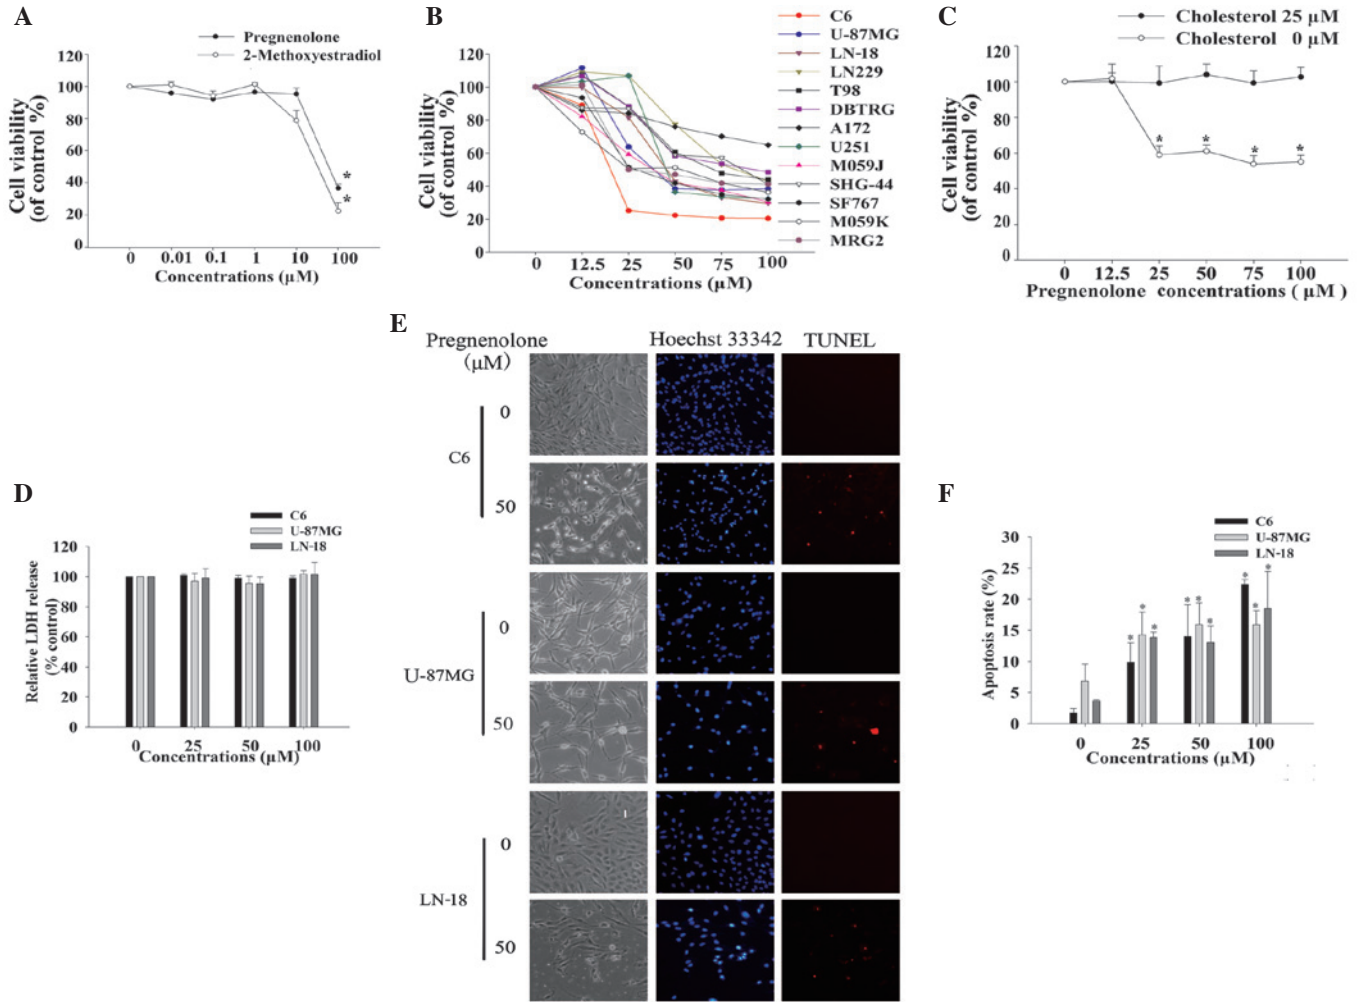 A
Pregnenolone
2-Methoxyestradiol
Cell viability
(of control %)
120
100
80
60
40
20
0
*
*
0 0.01 0.1 1 10 100
Concentrations (µM)
B
Cell viability
(of control %)
120
100
80
60
40
20
0
0 12.5 25 50 75 100
Concentrations (µM)
C6
U-87MG
LN-18
LN229
T98
DBTRG
A172
U251
M059J
SHG-44
SF767
M059K
MRG2
C
Cholesterol 25 µM
Cholesterol 0 µM
Cell viability
(of control %)
120
100
80
60
40
20
0
* * * *
0 12.5 25 50 75 100
Pregnenolone concentrations ( µM )
D
C6
U-87MG
LN-18
Relative LDH release
(% control)
120
100
80
60
40
20
0
0 25 50 100
Concentrations (µM)
E
Pregnenolone
(µM)
Hoechst 33342
TUNEL
C6
0
50
U-87MG
0
50
LN-18
0
50
F
C6
U-87MG
LN-18
Apoptosis rate (%)
30
25
20
15
10
5
0
* * * * * * * * *
0 25 50 100
Concentrations (µM)